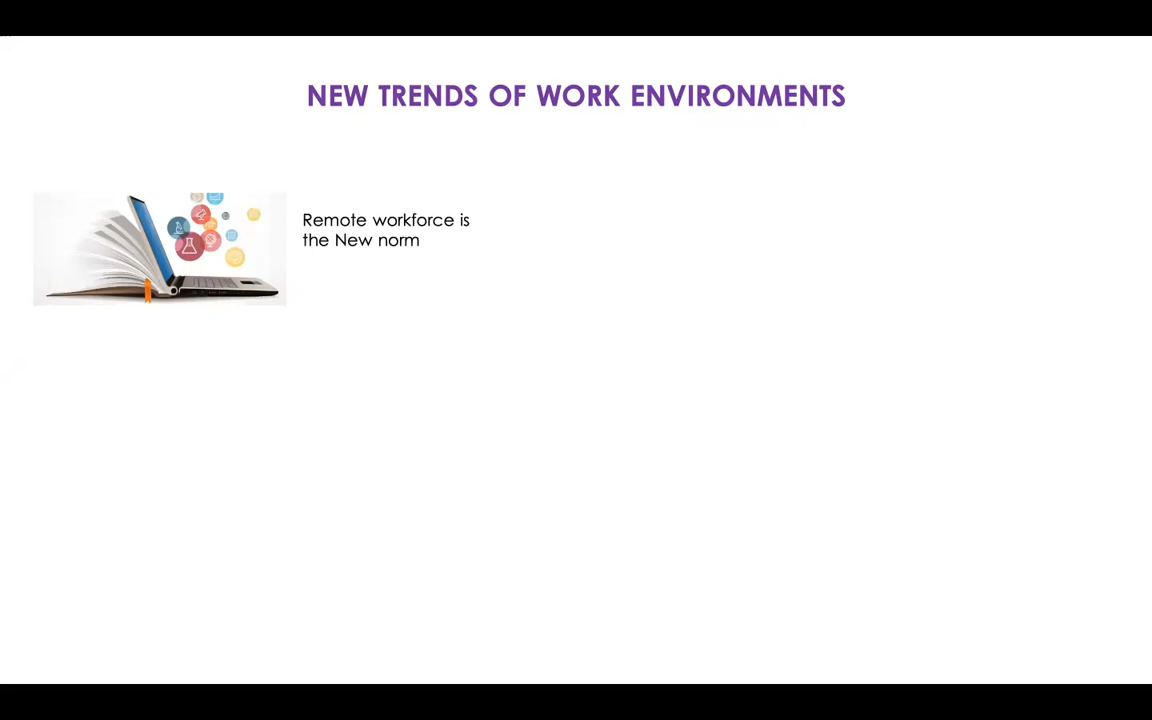 NEW TRENDS OF WORK ENVIRONMENTS
Remote workforce is
the New norm